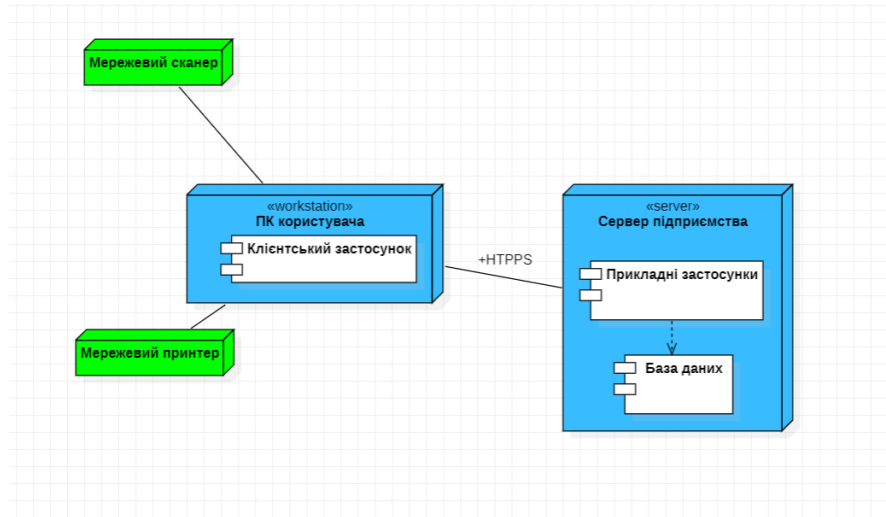 Мережевий сканер
«workstation»
ПК користувача
Клієнтський застосунок
+HTPPS
«server»
Сервер підприємства
Прикладні застосунки
База даних
Мережевий принтер